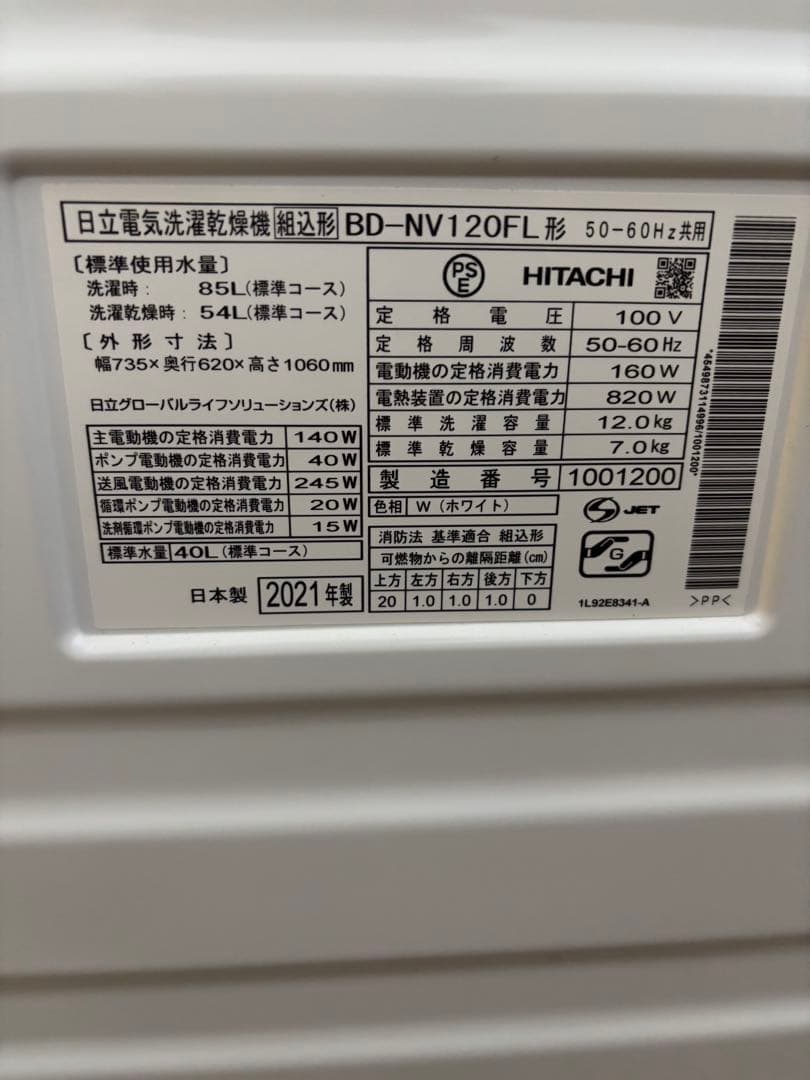 日立電気洗濯乾燥機 組込形 BD-NV120FL形 50-60Hz共用
〔標準使用水量〕
洗濯時: 85L(標準コース)
洗濯乾燥時: 54L(標準コース)
〔外形寸法〕
幅735×奥行620×高さ1060mm
日立グローバルライフソリューションズ(株)
主電動機の定格消費電力 140W
ポンプ電動機の定格消費電力 40W
送風電動機の定格消費電力 245W
循環ポンプ電動機の定格消費電力 20W
洗剤循環ポンプ電動機の定格消費電力 15W
標準水量 40L(標準コース)
日本製 2021年製
PSE HITACHI
定格電圧 100V
定格周波数 50-60Hz
電動機の定格消費電力 160W
電熱装置の定格消費電力 820W
標準洗濯容量 12.0kg
標準乾燥容量 7.0kg
製造番号 1001200
色相 W(ホワイト)
JET
消防法 基準適合 組込形
可燃物からの離隔距離(cm)
上方 左方 右方 後方 下方
20 1.0 1.0 1.0 0
G
1L92E8341-A
>PP<
*4549873114996/1001200*